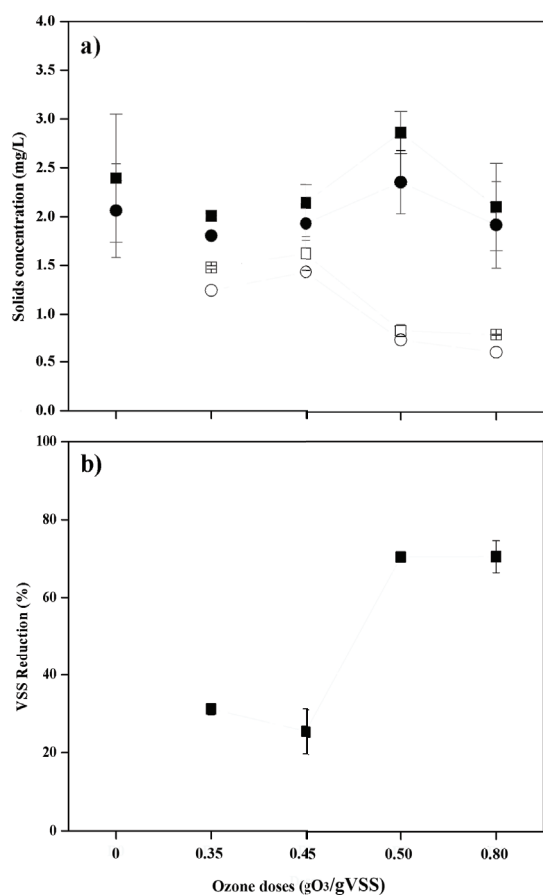 4.0
a)
3.5
3.0
2.5
2.0
1.5
1.0
0.5
0.0
Solids concentration (mg/L)
100
b)
80
60
40
20
0
VSS Reduction (%)
0 0.35 0.45 0.50 0.80
Ozone doses (gO₃/gVSS)